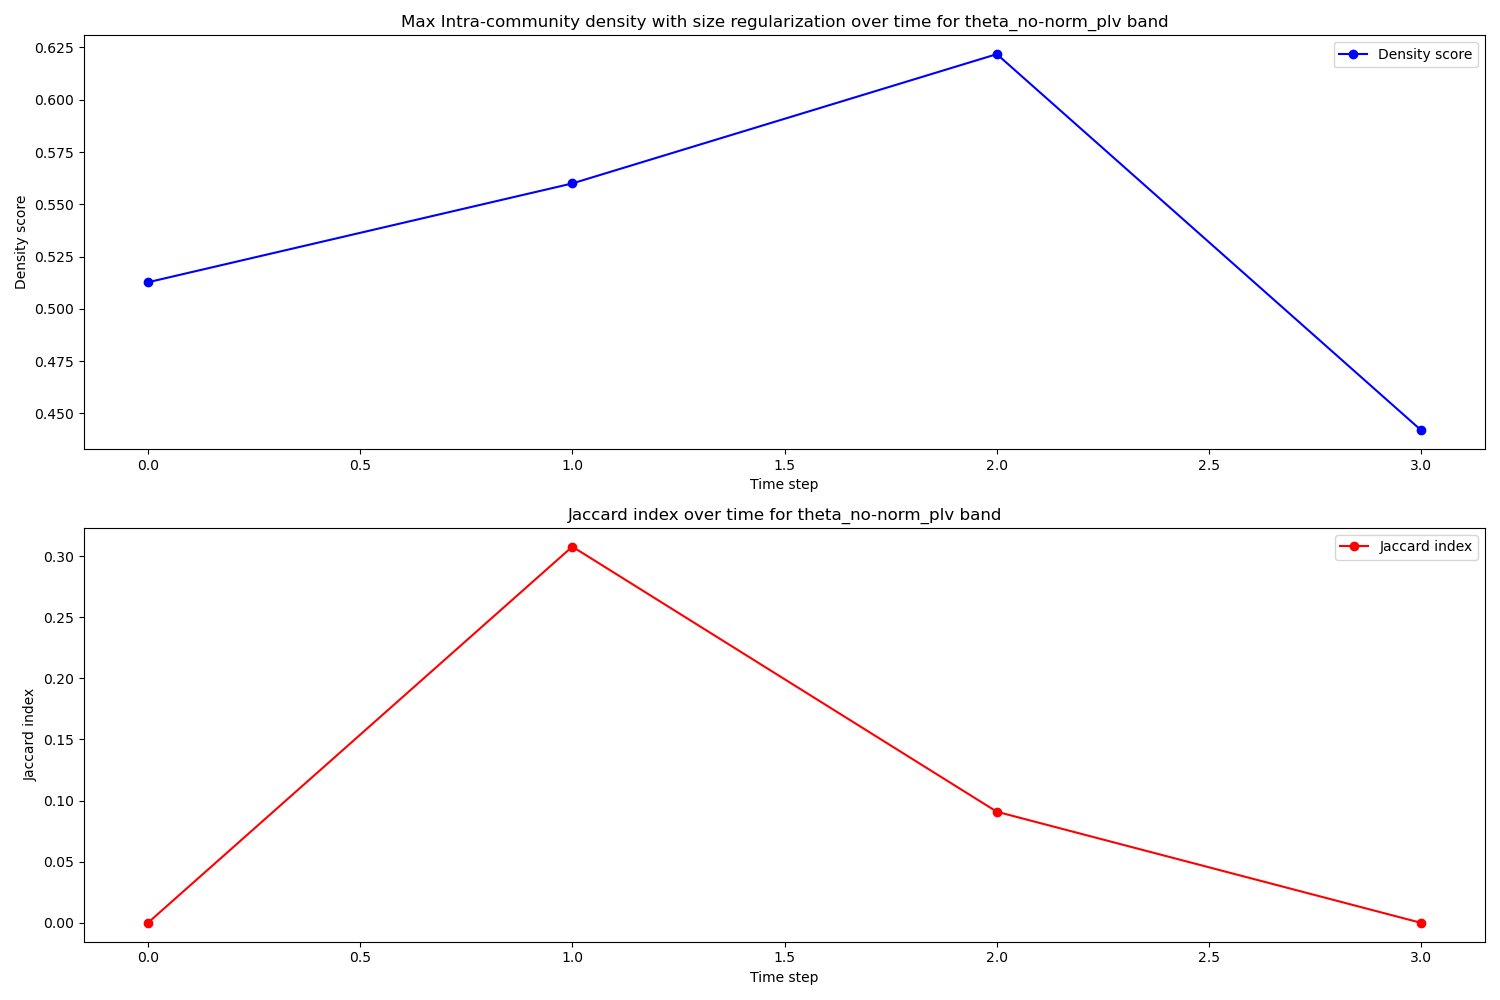 Max Intra-community density with size regularization over time for theta_no-norm_plv band
Density score
0.625
0.600
0.575
0.550
0.525
0.500
0.475
0.450
Density score
0.0 0.5 1.0 1.5 2.0 2.5 3.0
Time step
Jaccard index over time for theta_no-norm_plv band
Jaccard index
0.30
0.25
0.20
0.15
0.10
0.05
0.00
Jaccard index
0.0 0.5 1.0 1.5 2.0 2.5 3.0
Time step